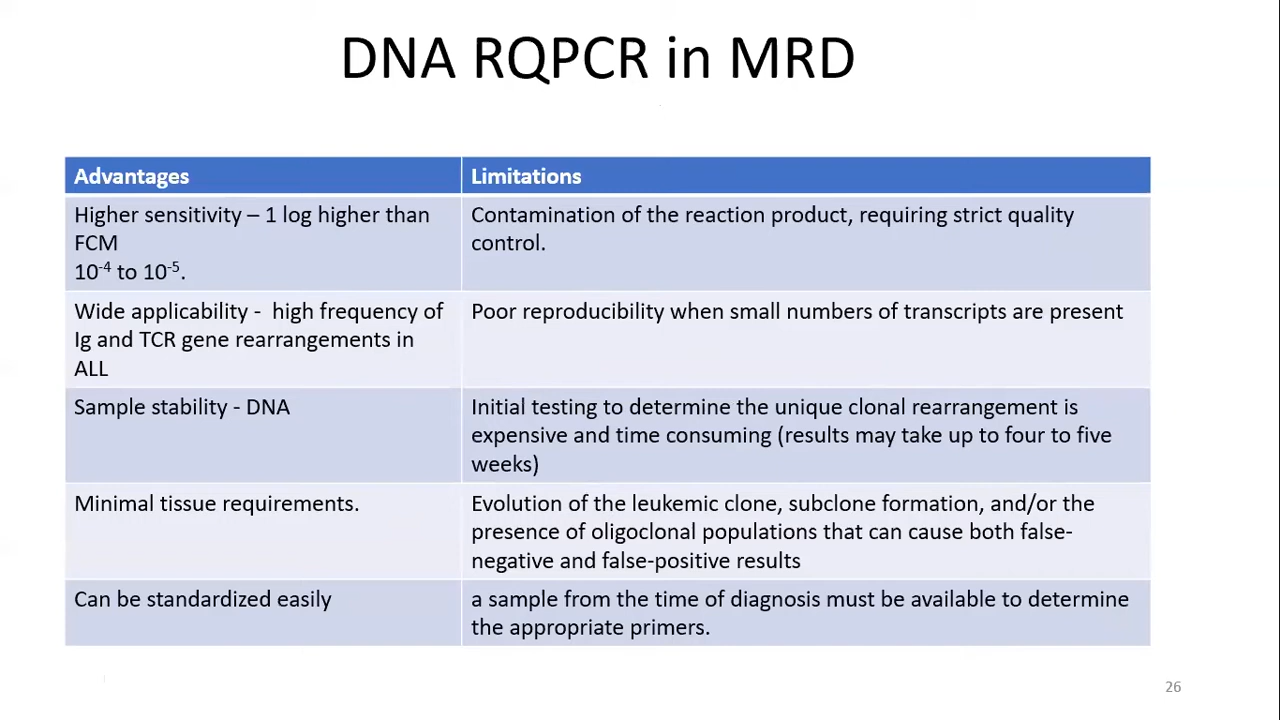 DNA RQPCR in MRD
Advantages
Limitations
Higher sensitivity – 1 log higher than
FCM
10⁻⁴ to 10⁻⁵.
Contamination of the reaction product, requiring strict quality
control.
Wide applicability -  high frequency of
Ig and TCR gene rearrangements in
ALL
Poor reproducibility when small numbers of transcripts are present
Sample stability - DNA
Initial testing to determine the unique clonal rearrangement is
expensive and time consuming (results may take up to four to five
weeks)
Minimal tissue requirements.
Evolution of the leukemic clone, subclone formation, and/or the
presence of oligoclonal populations that can cause both false-
negative and false-positive results
Can be standardized easily
a sample from the time of diagnosis must be available to determine
the appropriate primers.
26